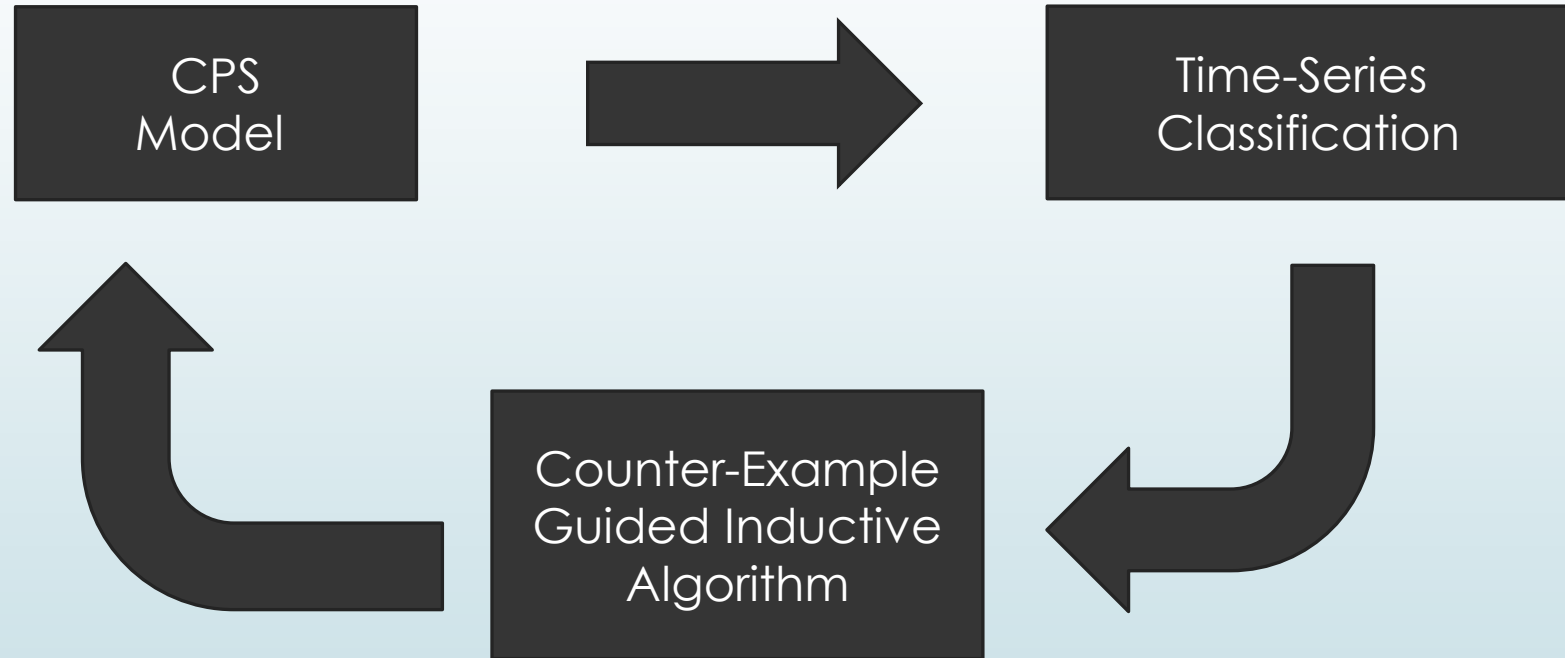 CPS
Model
Time-Series
Classification
Counter-Example
Guided Inductive
Algorithm